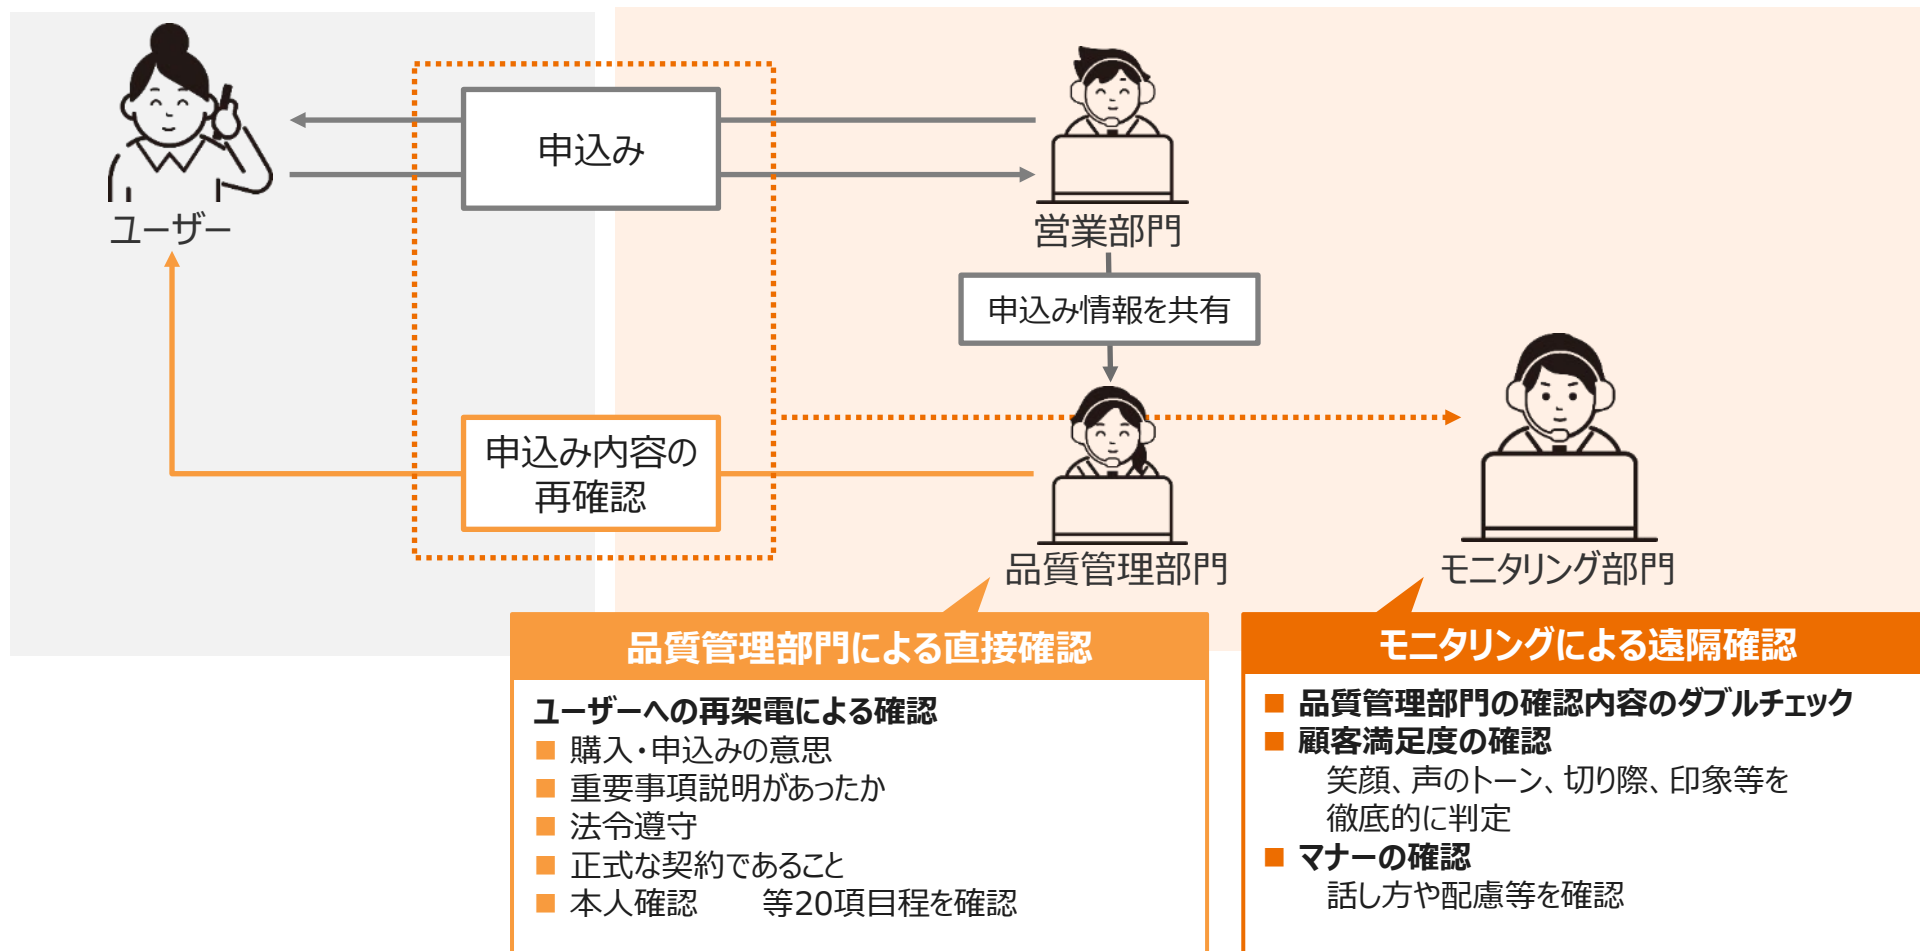 申込み
ユーザー
営業部門
申込み情報を共有
申込み内容の
再確認
品質管理部門
モニタリング部門
品質管理部門による直接確認
ユーザーへの再架電による確認
■ 購入・申込みの意思
■ 重要事項説明があったか
■ 法令遵守
■ 正式な契約であること
■ 本人確認　　等20項目程を確認
モニタリングによる遠隔確認
■ 品質管理部門の確認内容のダブルチェック
■ 顧客満足度の確認
笑顔、声のトーン、切り際、印象等を
徹底的に判定
■ マナーの確認
話し方や配慮等を確認